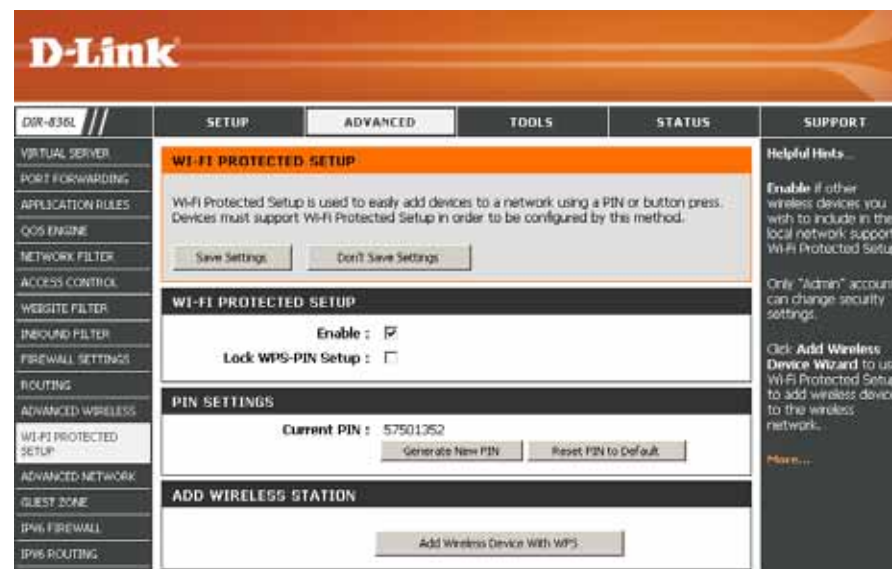 D-Link
DIR-836L
SETUP
ADVANCED
TOOLS
STATUS
SUPPORT
VIRTUAL SERVER
PORT FORWARDING
APPLICATION RULES
QOS ENGINE
NETWORK FILTER
ACCESS CONTROL
WEBSITE FILTER
INBOUND FILTER
FIREWALL SETTINGS
ROUTING
ADVANCED WIRELESS
WI-FI PROTECTED
SETUP
ADVANCED NETWORK
GUEST ZONE
IPV6 FIREWALL
IPV6 ROUTING
WI-FI PROTECTED SETUP
Wi-Fi Protected Setup is used to easily add devices to a network using a PIN or button press.
Devices must support Wi-Fi Protected Setup in order to be configured by this method.
Save Settings
Don't Save Settings
WI-FI PROTECTED SETUP
Enable :
Lock WPS-PIN Setup :
PIN SETTINGS
Current PIN : 57501352
Generate New PIN
Reset PIN to Default
ADD WIRELESS STATION
Add Wireless Device With WPS
Helpful Hints...
Enable if other
wireless devices you
wish to include in the
local network support
Wi-Fi Protected Setu
Only "Admin" accoun
can change security
settings.
Click Add Wireless
Device Wizard to us
Wi-Fi Protected Setu
to add wireless device
to the wireless
network.
More...